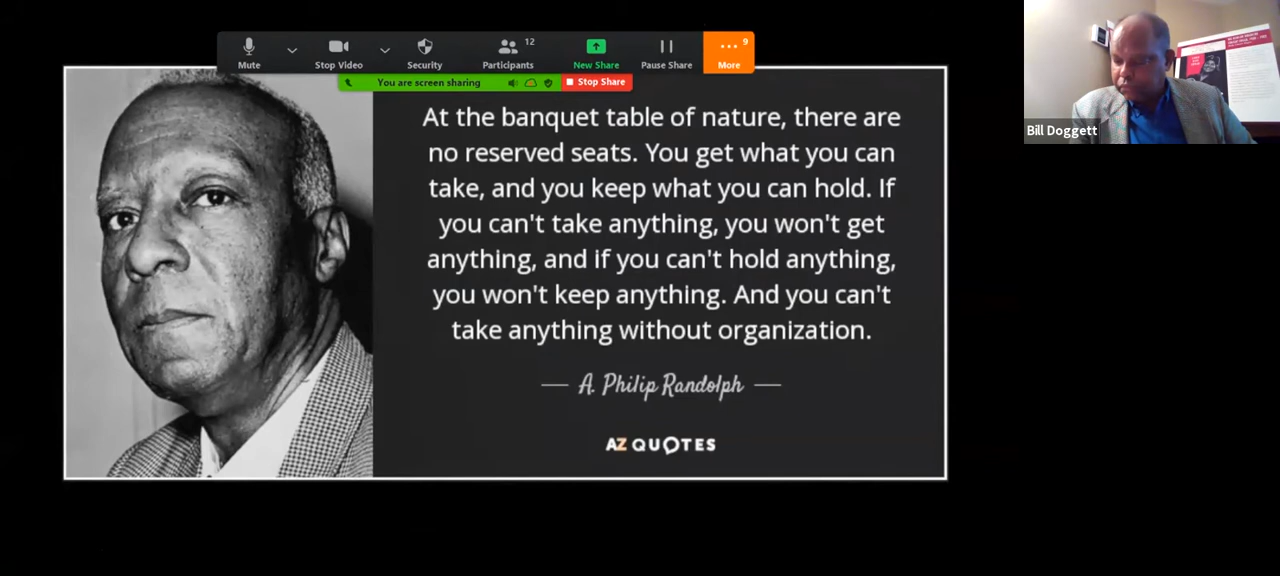 12
9
Mute
Stop Video
Security
Participants
New Share
Pause Share
More
You are screen sharing
Stop Share
At the banquet table of nature, there are
no reserved seats. You get what you can
take, and you keep what you can hold. If
you can't take anything, you won't get
anything, and if you can't hold anything,
you won't keep anything. And you can't
take anything without organization.
— A. Philip Randolph —
AZ QUOTES
Bill Doggett